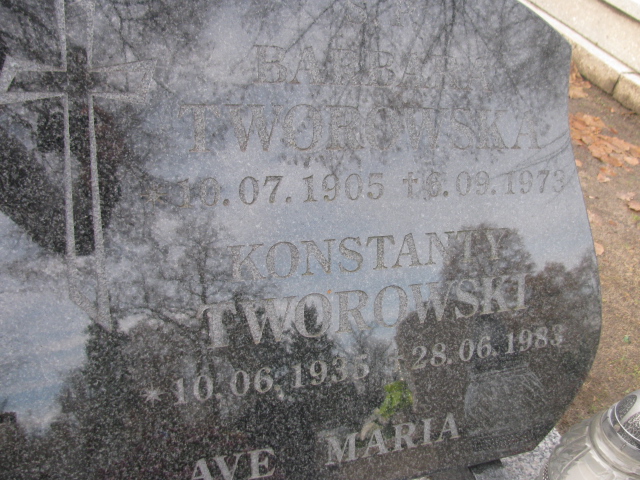 BARBARA
TWOROWSKA
* 10.07.1905 † 6.09.1973
KONSTANTY
TWOROWSKI
* 10.06.1935 † 28.06.1983
AVE MARIA